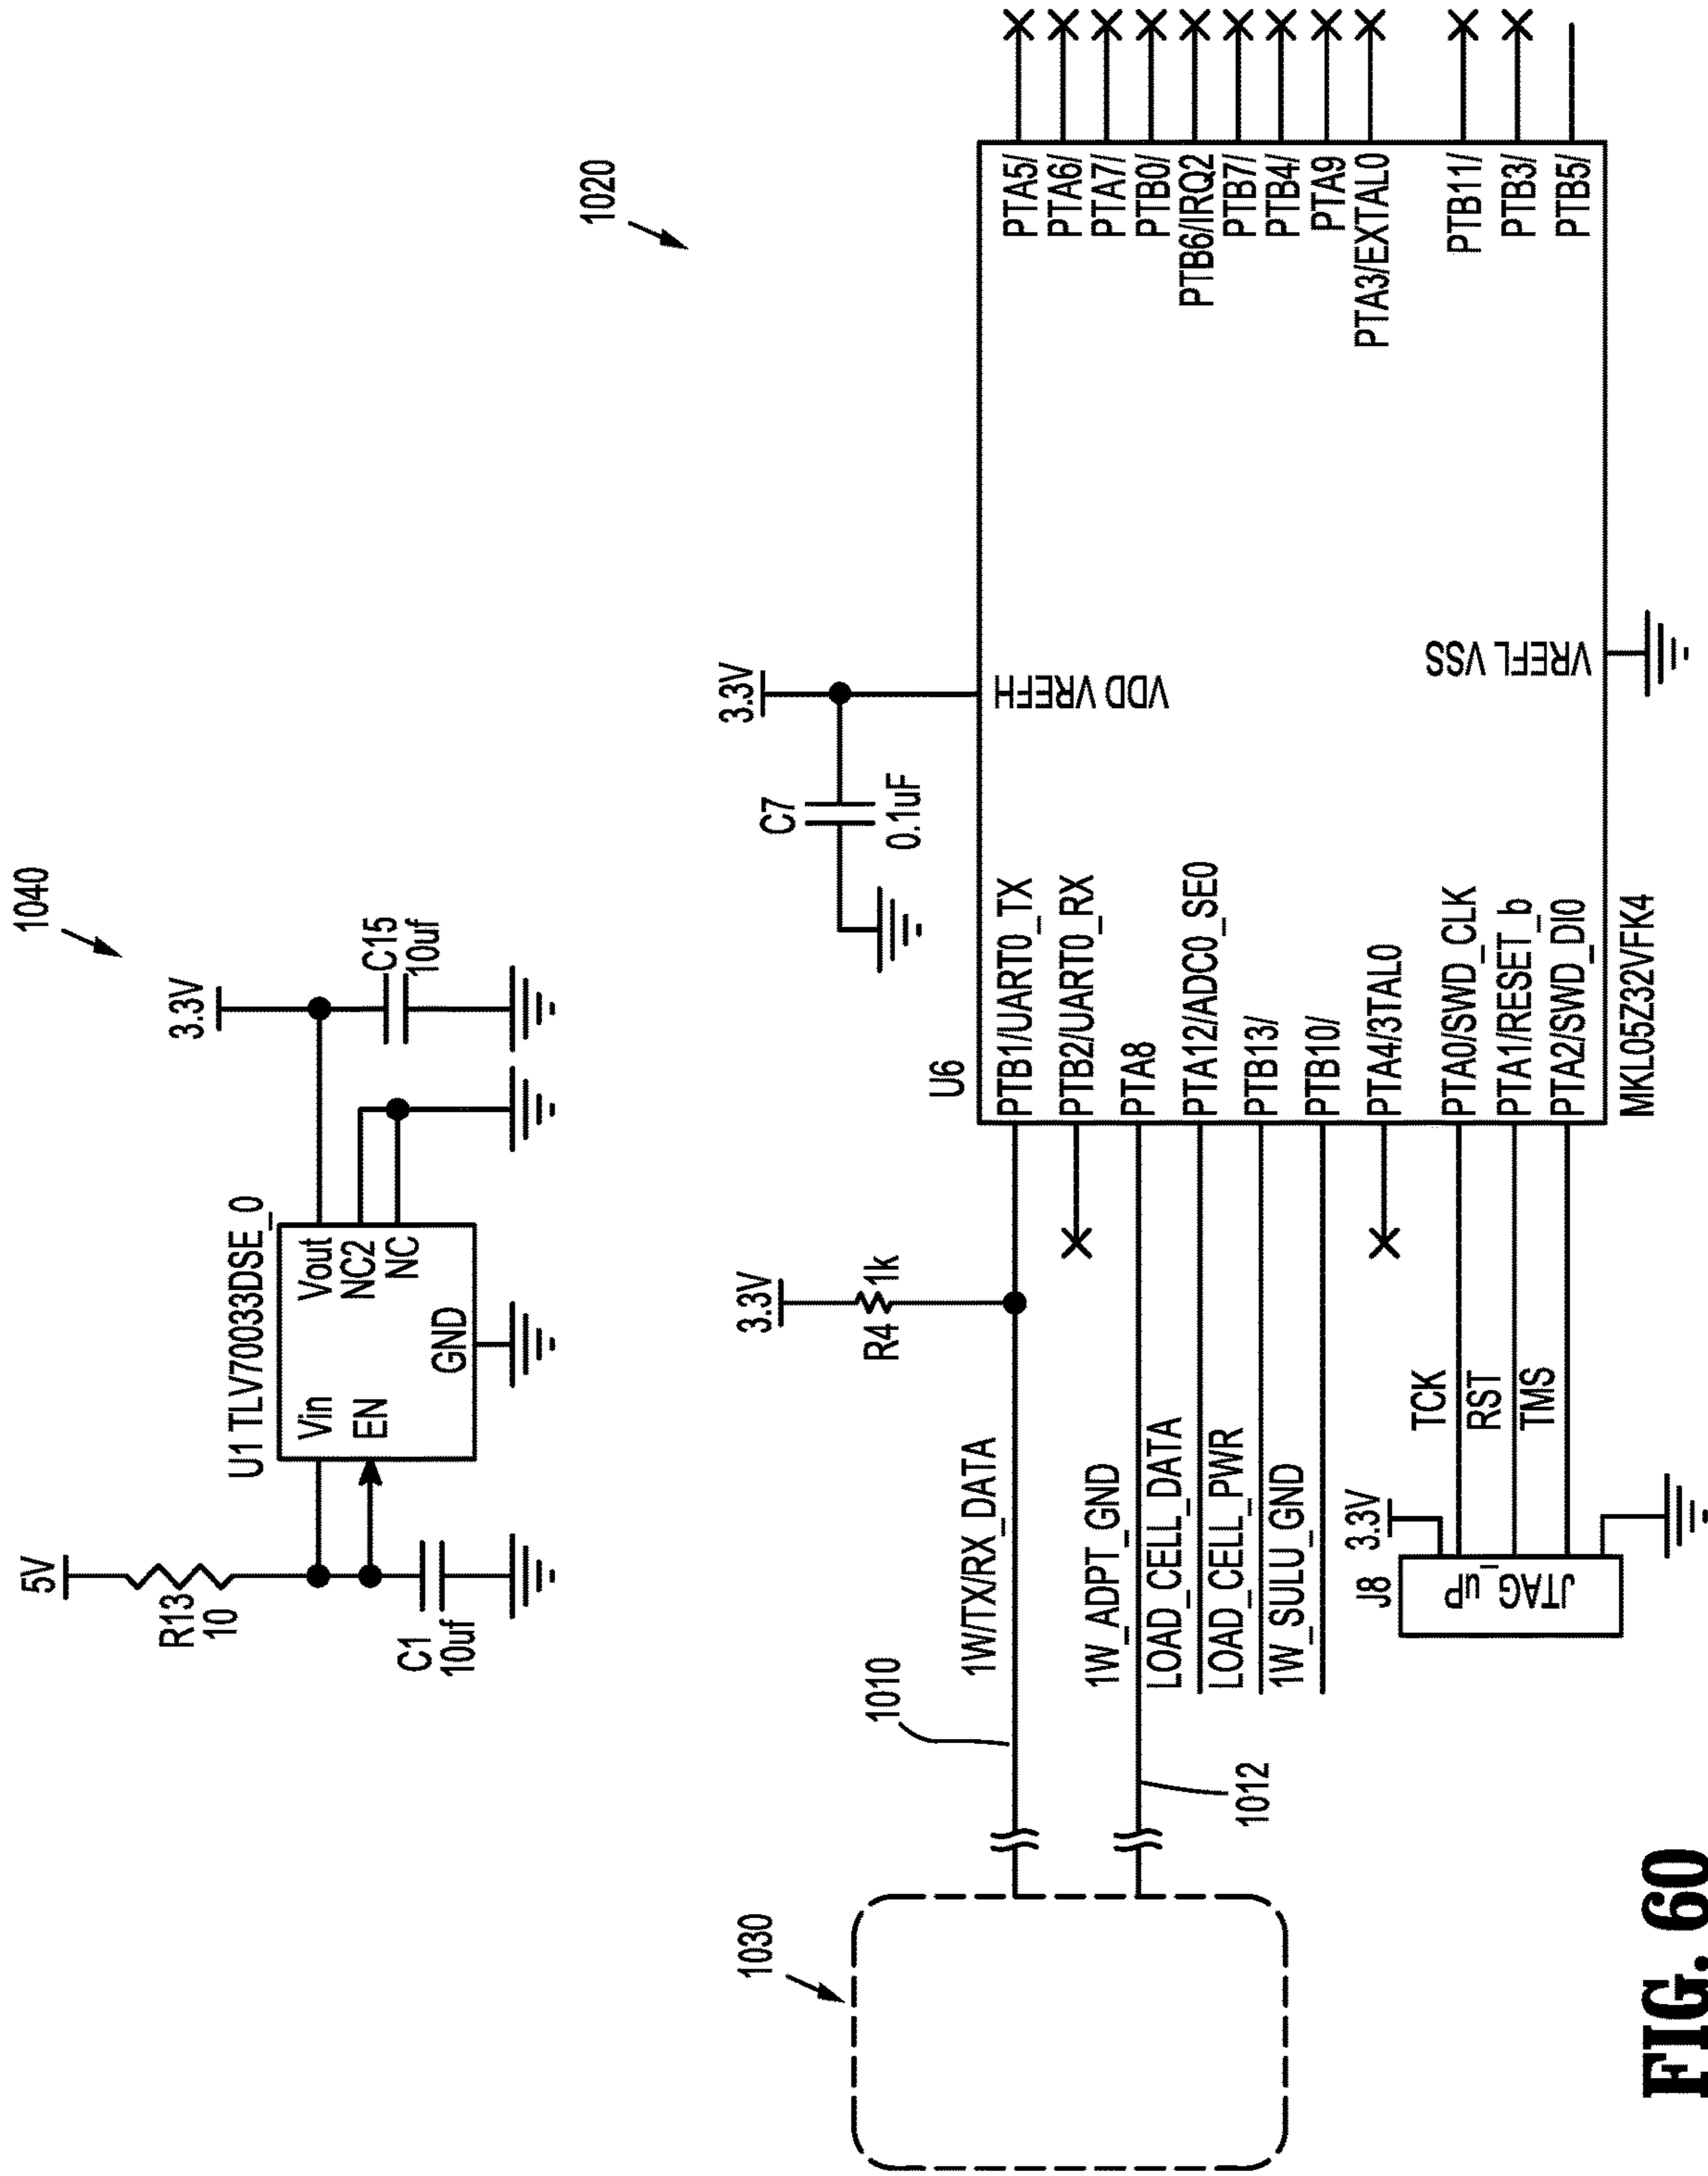 1040
5V
R13
10
C1
10uf
U1 TLV70033DSE_0
Vin
EN
Vout
NC2
NC
GND
3.3V
C15
10uf
1020
3.3V
C7
0.1uF
3.3V
R4
1k
1030
1010
1012
1W/TX/RX_DATA
1W_ADPT_GND
LOAD_CELL_DATA
LOAD_CELL_PWR
1W_SULU_GND
U6
PTB1/UART0_TX
PTB2/UART0_RX
PTA8
PTA12/ADC0_SE0
PTB13/
PTB10/
PTA4/3TAL0
PTA0/SWD_CLK
PTA1/RESET_b
PTA2/SWD_DI0
VDD VREFH
VREFL VSS
PTA5/
PTA6/
PTA7/
PTB0/
PTB6/IRQ2
PTB7/
PTB4/
PTA9
PTA3/EXTAL0
PTB11/
PTB3/
PTB5/
MKL05Z32VFK4
J8
3.3V
JTAG_uP
TCK
RST
TMS
FIG. 60